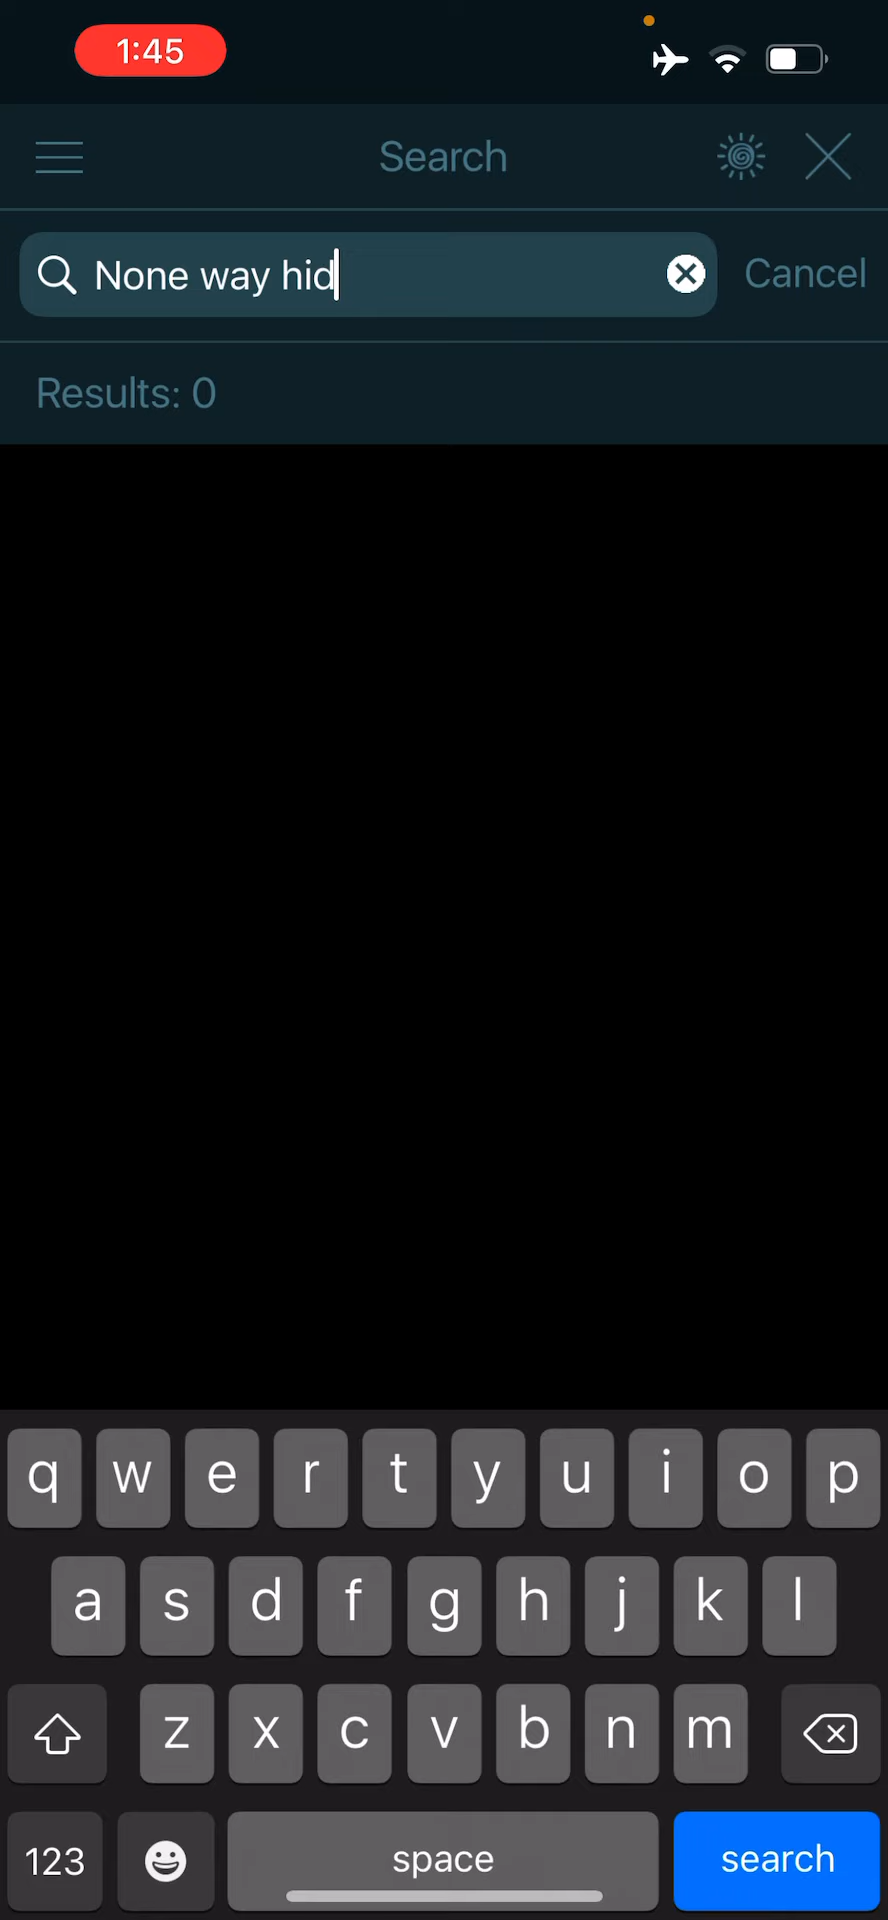 1:45
Search
None way hid
Cancel
Results: 0
q w e r t y u i o p
a s d f g h j k l
z x c v b n m
123 space search